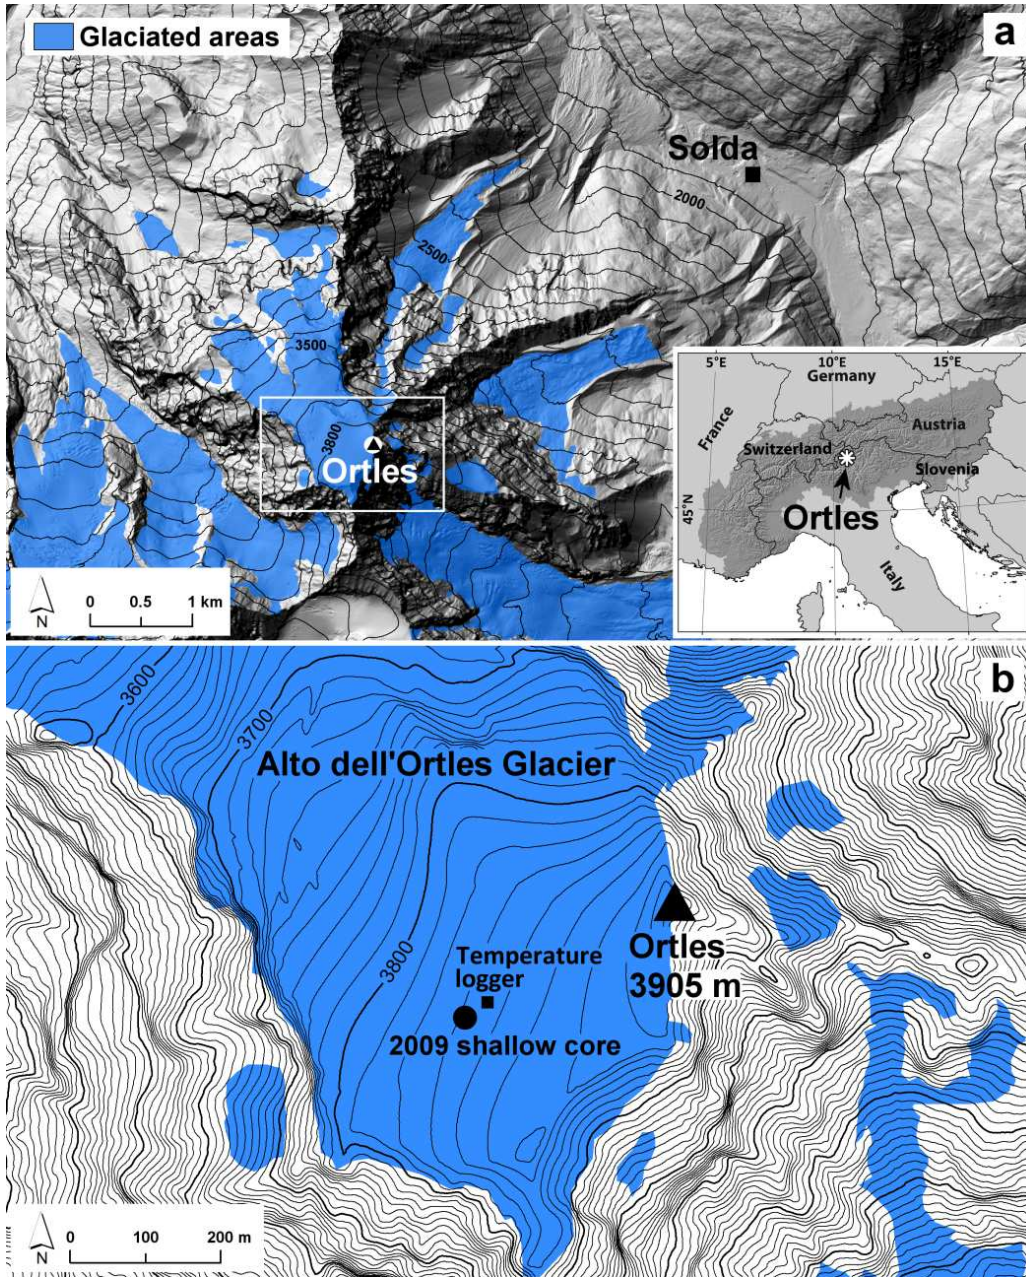 Glaciated areas
a
Solda
2000
2500
3500
3800
Ortles
0 0.5 1 km
N
5°E 10°E 15°E
Germany
France
Austria
Switzerland
Slovenia
45°N
Ortles
Italy
b
3600
3700
Alto dell'Ortles Glacier
3800
Temperature
logger
Ortles
3905 m
2009 shallow core
0 100 200 m
N